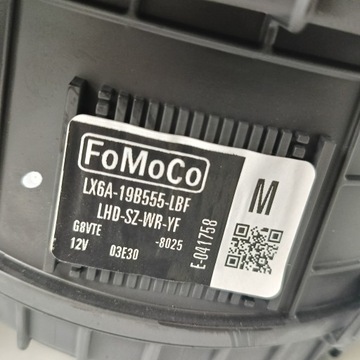 FoMoCo
LX6A-19B555-LBF
LHD-SZ-WR-YF
G8VTE -8025
12V 03E30
E-041758
M